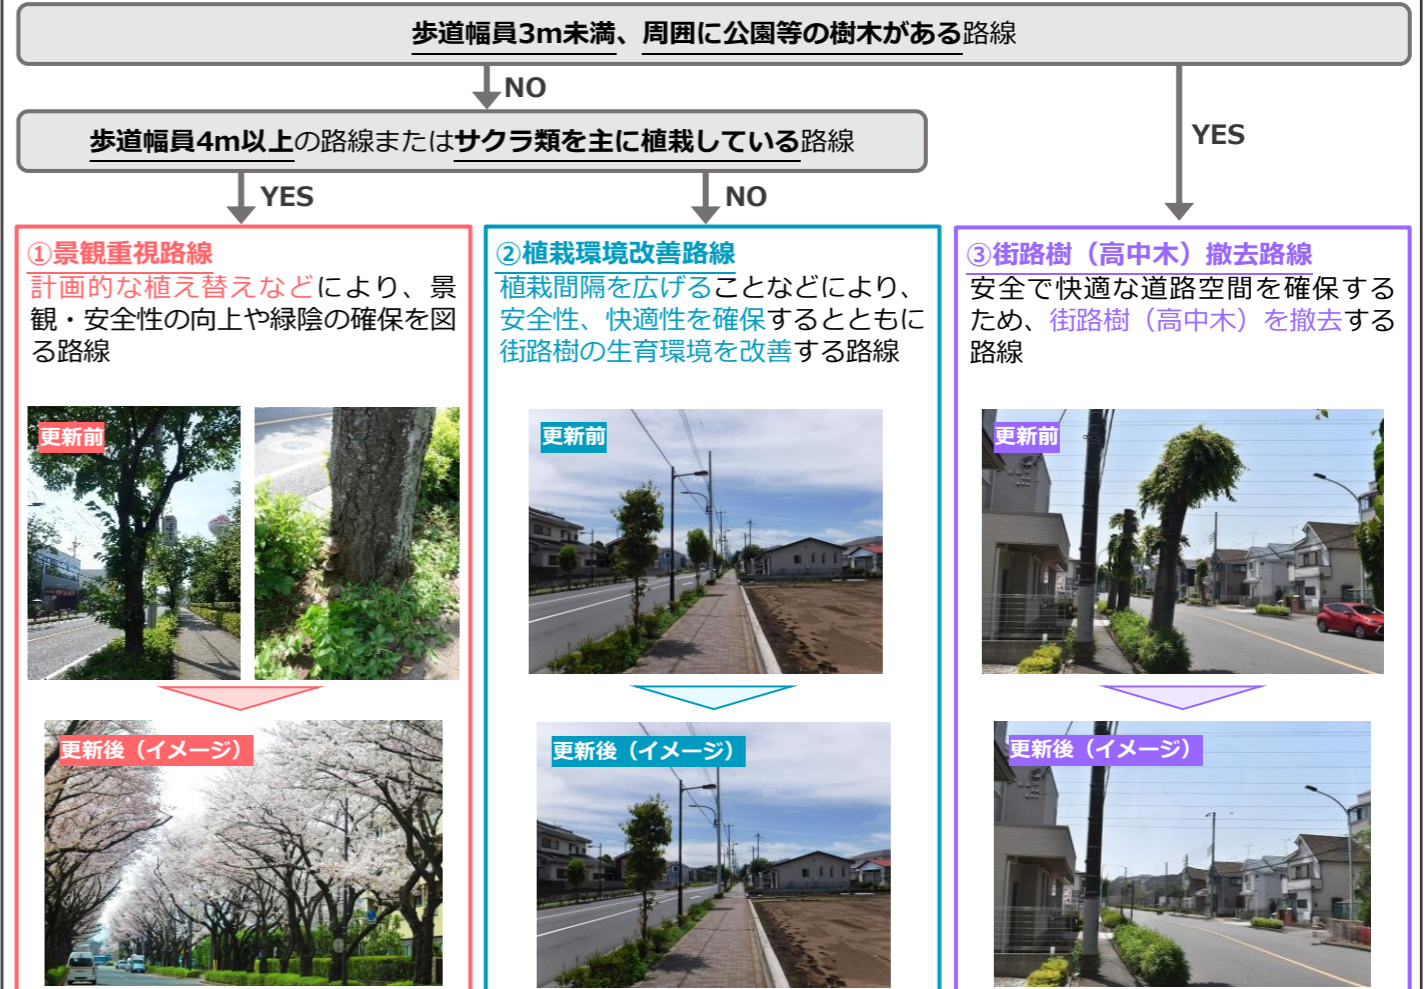 歩道幅員3m未満、周囲に公園等の樹木がある路線
NO
YES
歩道幅員4m以上の路線またはサクラ類を主に植栽している路線
YES
NO
①景観重視路線
計画的な植え替えなどにより、景
観・安全性の向上や緑陰の確保を図
る路線
更新前
更新後（イメージ）
②植栽環境改善路線
植栽間隔を広げることなどにより、
安全性、快適性を確保するとともに
街路樹の生育環境を改善する路線
更新前
更新後（イメージ）
③街路樹（高中木）撤去路線
安全で快適な道路空間を確保する
ため、街路樹（高中木）を撤去する
路線
更新前
更新後（イメージ）